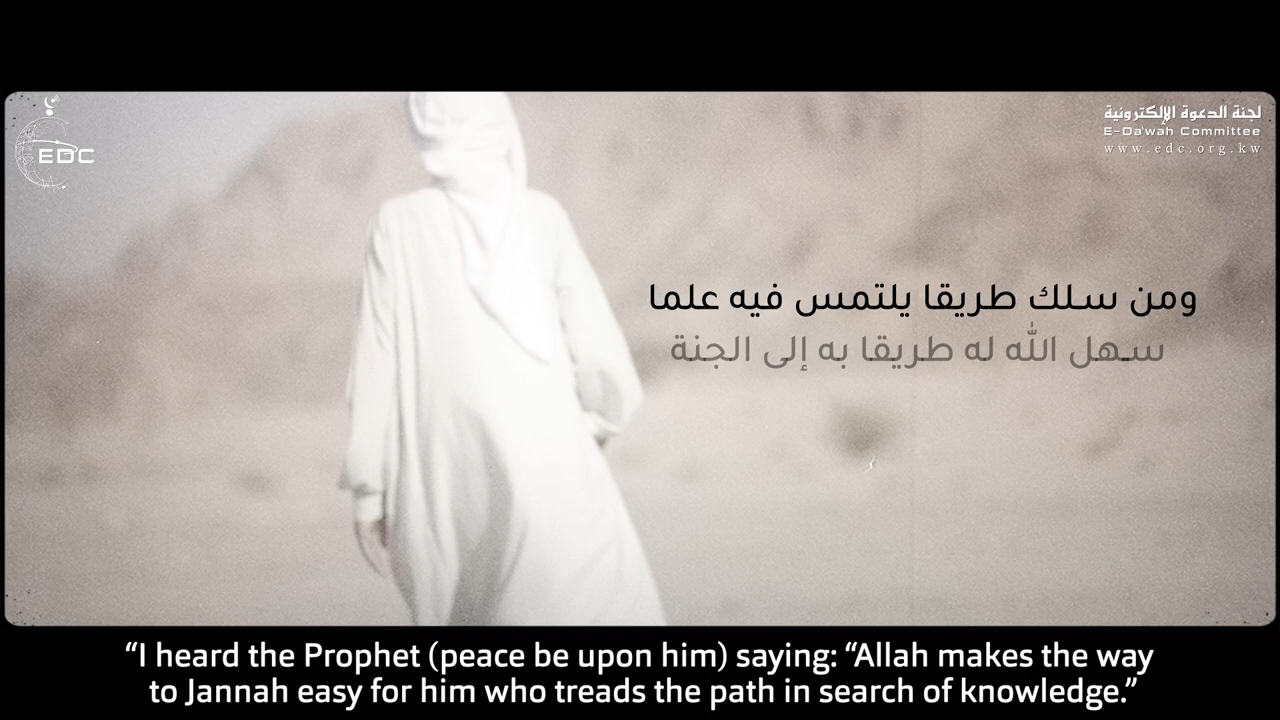 EDC
لجنة الدعوة الإلكترونية
E-Da'wah Committee
www.edc.org.kw
ومن سلك طريقا يلتمس فيه علما
سهل الله له طريقا به إلى الجنة
“I heard the Prophet (peace be upon him) saying: “Allah makes the way
to Jannah easy for him who treads the path in search of knowledge.”